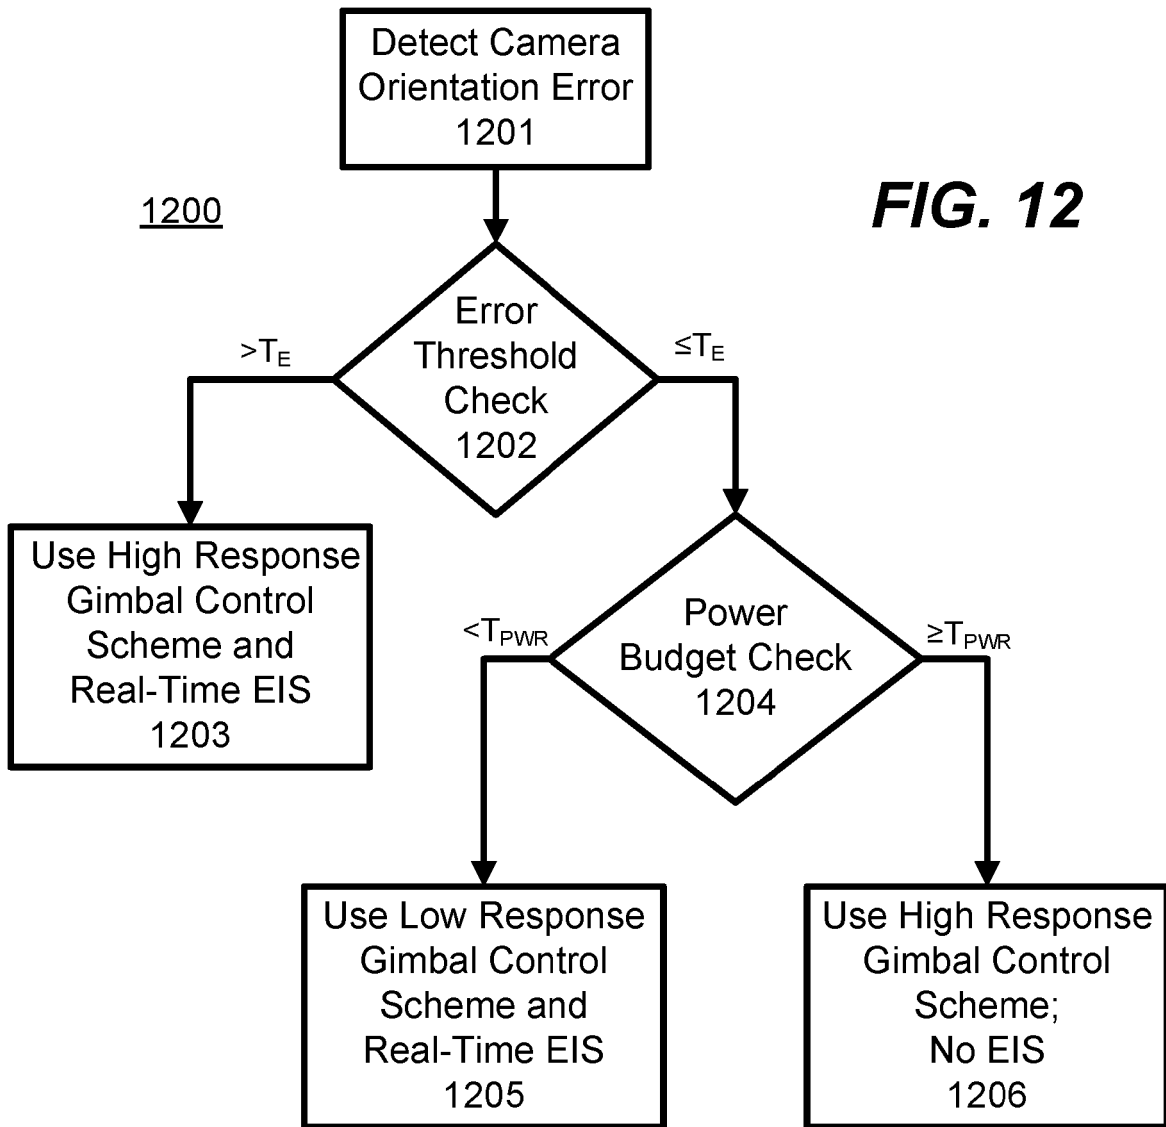 Detect Camera
Orientation Error
1201
1200
FIG. 12
Error
Threshold
Check
1202
>TE
≤TE
Use High Response
Gimbal Control
Scheme and
Real-Time EIS
1203
Power
Budget Check
1204
<TPWR
≥TPWR
Use Low Response
Gimbal Control
Scheme and
Real-Time EIS
1205
Use High Response
Gimbal Control
Scheme;
No EIS
1206